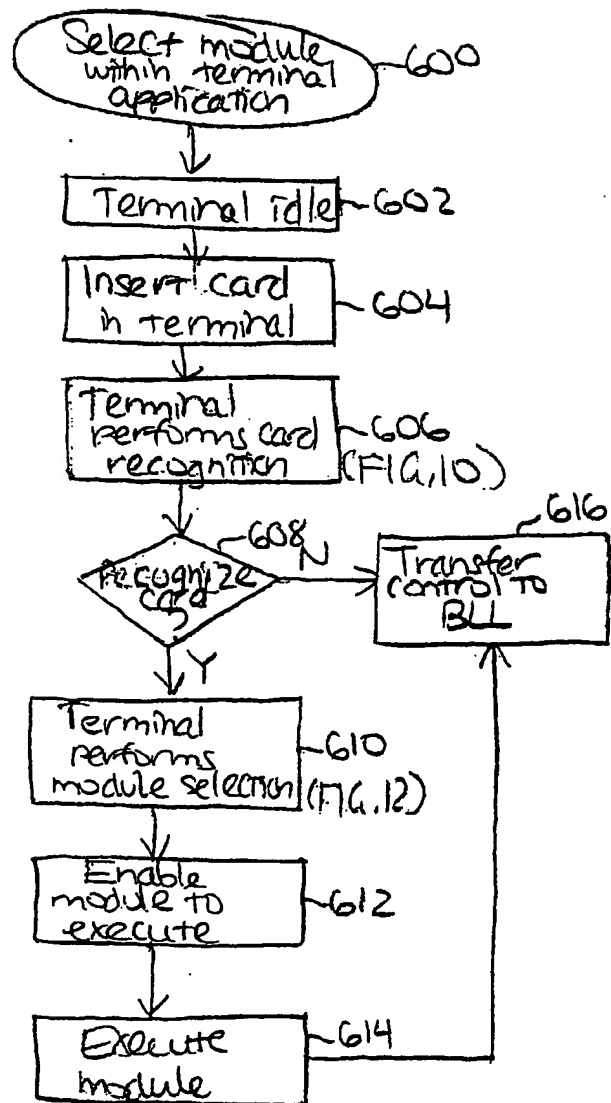 Select module
within terminal
application
600
Terminal idle
602
Insert card
in terminal
604
Terminal
performs card
recognition
606
(FIG. 10)
608
Recognize
card
?
N
616
Transfer
control to
BLL
Y
Terminal
performs
module selection
610
(FIG. 12)
Enable
module to
execute
612
Execute
module
614